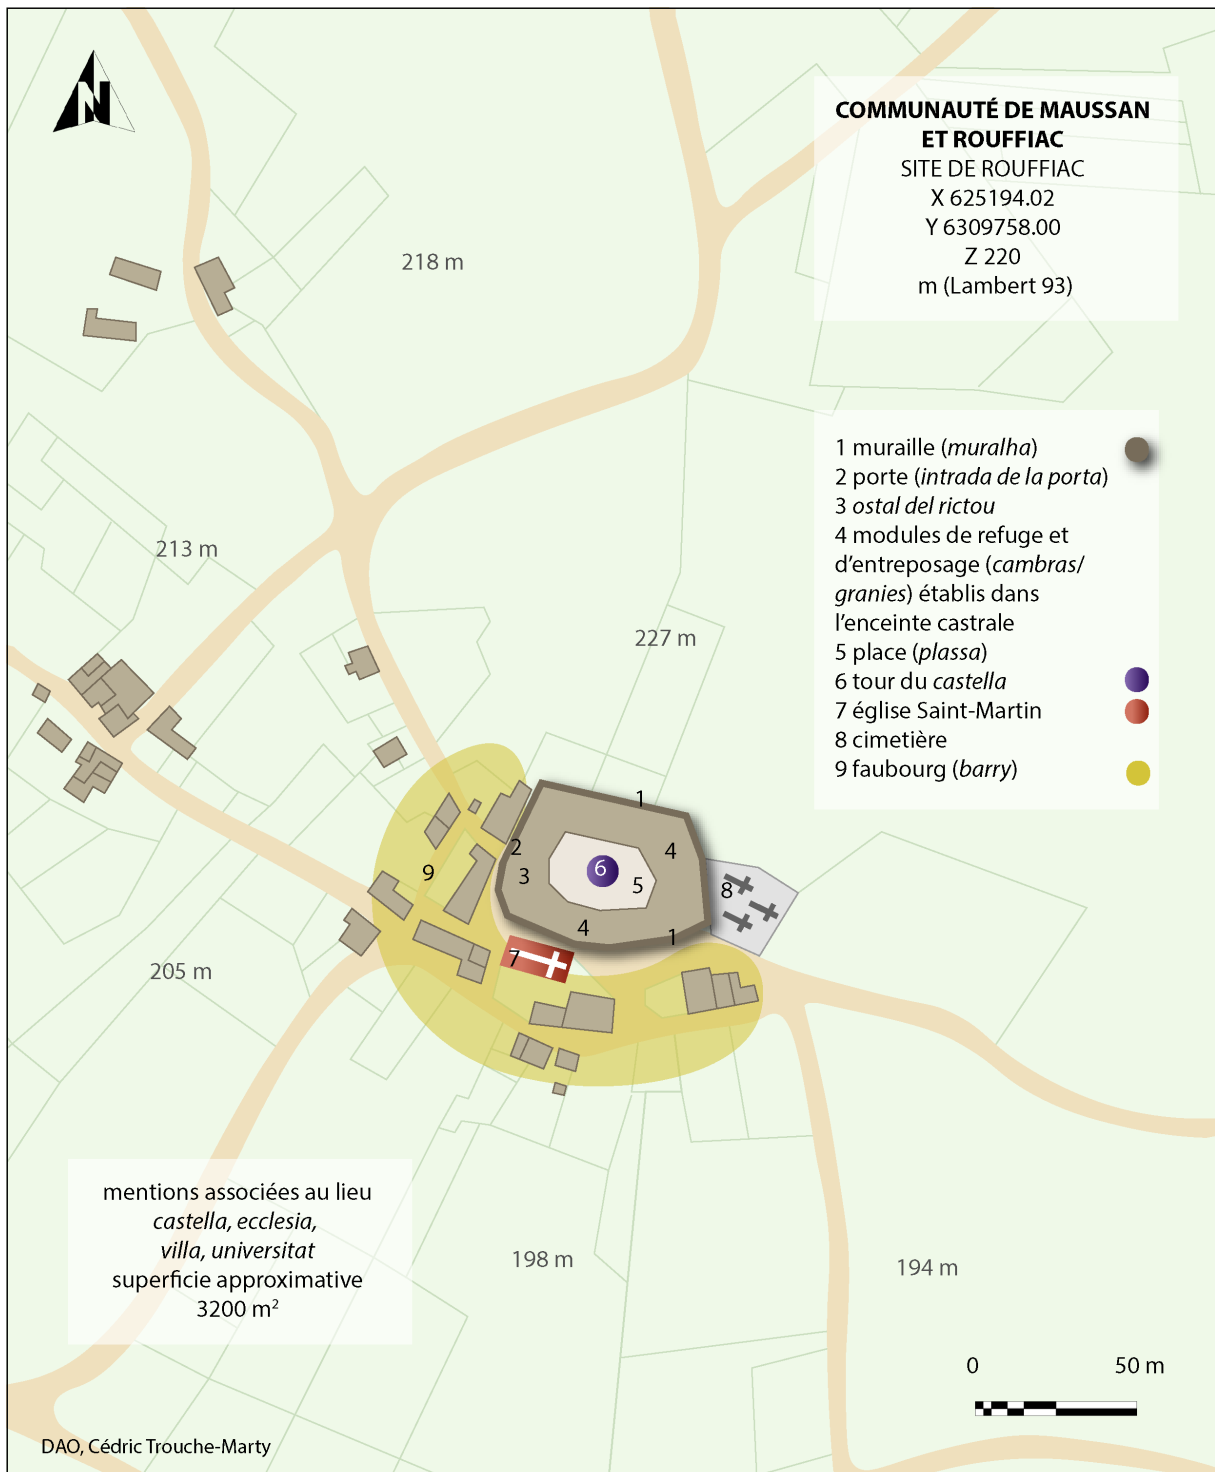 N
COMMUNAUTÉ DE MAUSSAN
ET ROUFFIAC
SITE DE ROUFFIAC
X 625194.02
Y 6309758.00
Z 220
m (Lambert 93)
218 m
1 muraille (muralha)
2 porte (intrada de la porta)
3 ostal del rictou
4 modules de refuge et
d'entreposage (cambras/
granies) établis dans
l'enceinte castrale
5 place (plassa)
6 tour du castella
7 église Saint-Martin
8 cimetière
9 faubourg (barry)
213 m
227 m
1
2
4
9
3
6
5
8
4
1
7
205 m
mentions associées au lieu
castella, ecclesia,
villa, universitat
superficie approximative
3200 m²
198 m
194 m
0 50 m
DAO, Cédric Trouche-Marty